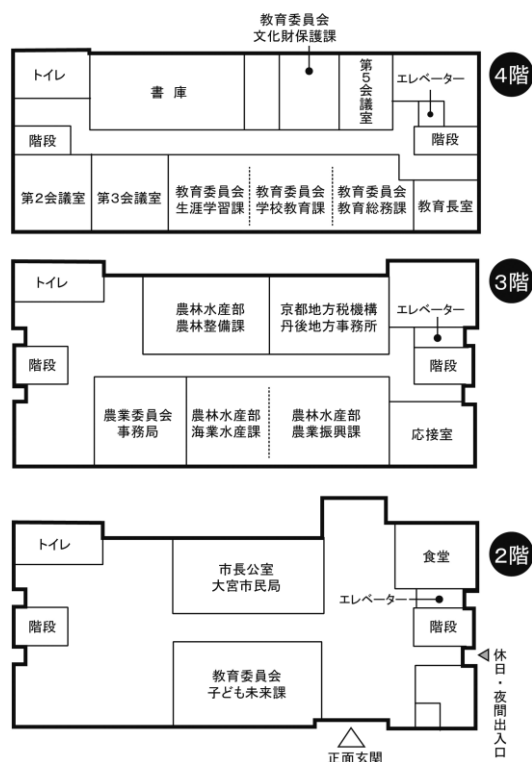 教育委員会
文化財保護課
4階
トイレ
書庫
第5会議室
エレベーター
階段
階段
第2会議室
第3会議室
教育委員会
生涯学習課
教育委員会
学校教育課
教育委員会
教育総務課
教育長室
3階
トイレ
農林水産部
農林整備課
京都地方税機構
丹後地方事務所
エレベーター
階段
階段
農業委員会
事務局
農林水産部
海業水産課
農林水産部
農業振興課
応接室
2階
トイレ
市長公室
大宮市民局
食堂
エレベーター
階段
階段
教育委員会
子ども未来課
休日・夜間出入口
正面玄関